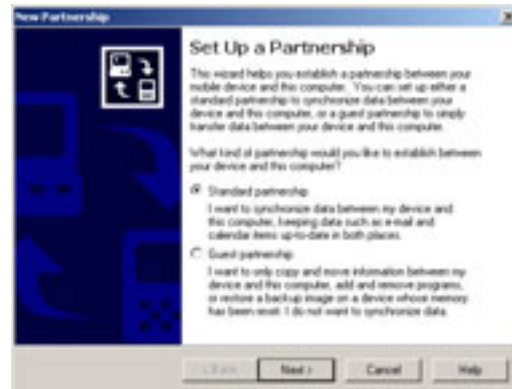 New Partnership
Set Up a Partnership
This wizard helps you establish a partnership between your
mobile device and this computer. You can set up either a
standard partnership to synchronize data between your
device and this computer, or a guest partnership to simply
transfer data between your device and this computer.
What kind of partnership would you like to establish between
your device and this computer?
Standard partnership
I want to synchronize data between my device and
this computer, keeping data such as e-mail and
calendar items up-to-date in both places.
Guest partnership
I want to only copy and move information between my
device and this computer, add and remove programs,
or restore a backup image on a device whose memory
has been reset. I do not want to synchronize data.
< Back
Next >
Cancel
Help